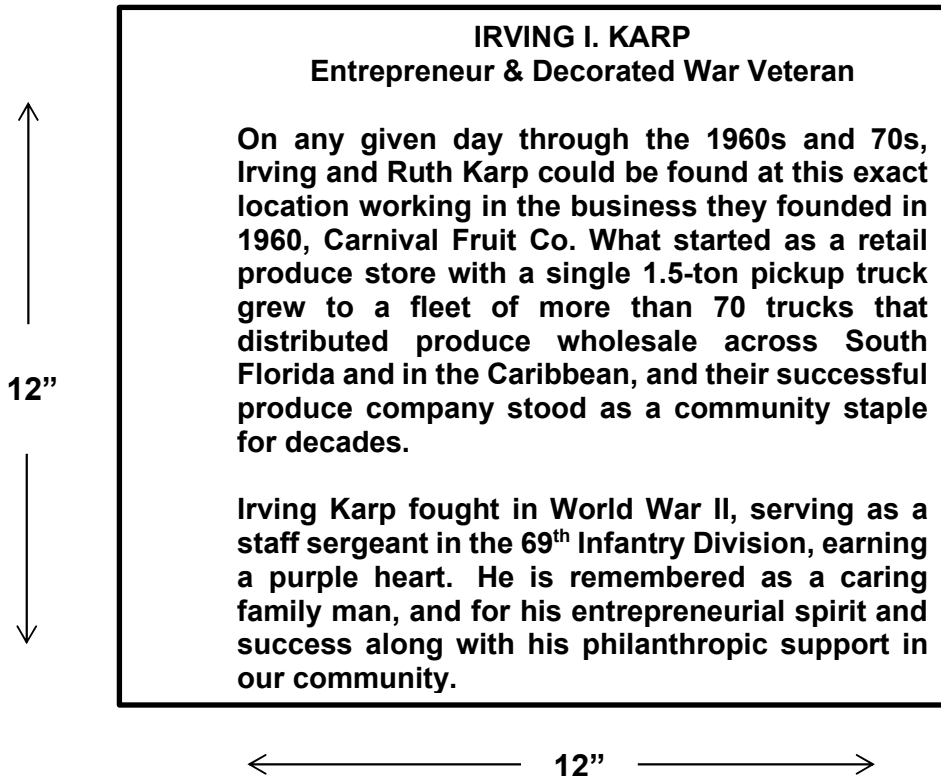 IRVING I. KARP
Entrepreneur & Decorated War Veteran
On any given day through the 1960s and 70s,
Irving and Ruth Karp could be found at this exact
location working in the business they founded in
1960, Carnival Fruit Co. What started as a retail
produce store with a single 1.5-ton pickup truck
grew to a fleet of more than 70 trucks that
distributed produce wholesale across South
Florida and in the Caribbean, and their successful
produce company stood as a community staple
for decades.
Irving Karp fought in World War II, serving as a
staff sergeant in the 69th Infantry Division, earning
a purple heart.  He is remembered as a caring
family man, and for his entrepreneurial spirit and
success along with his philanthropic support in
our community.
12”
12”